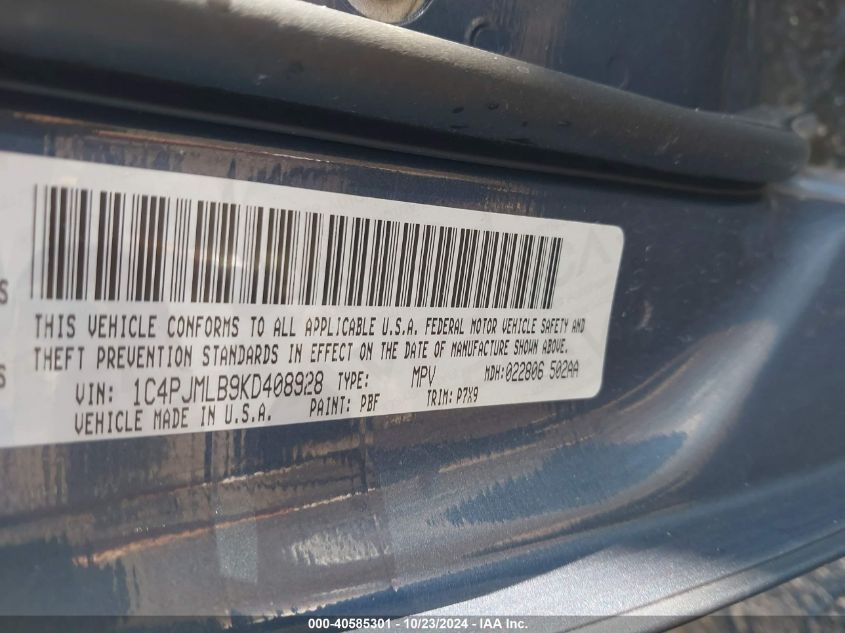 THIS VEHICLE CONFORMS TO ALL APPLICABLE U.S.A. FEDERAL MOTOR VEHICLE SAFETY AND
THEFT PREVENTION STANDARDS IN EFFECT ON THE DATE OF MANUFACTURE SHOWN ABOVE.
VIN: 1C4PJMLB9KD408928 TYPE: MPV MDH:022806 502AA
VEHICLE MADE IN U.S.A. PAINT: PBF TRIM: P7X9
000-40585301 - 10/23/2024 - IAA Inc.